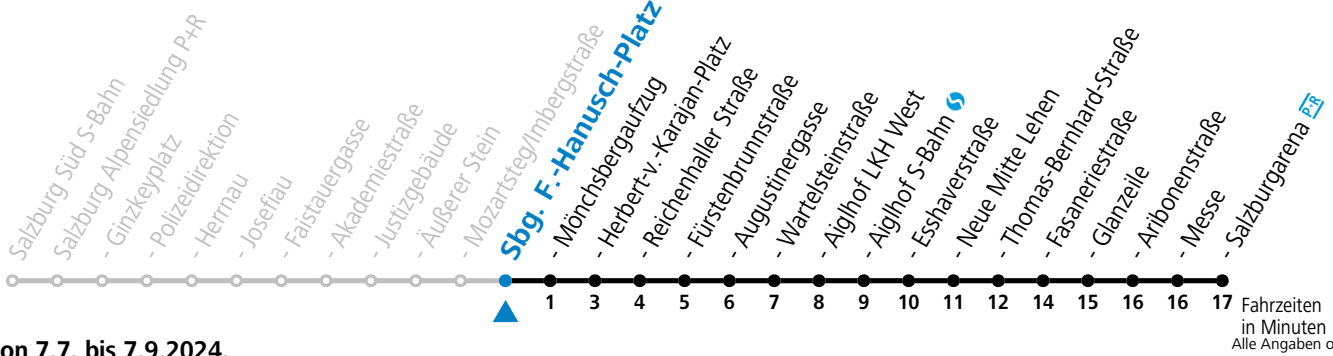 Salzburg Süd S-Bahn
Salzburg Alpensiedlung P+R
- Ginzkeyplatz
- Polizeidirektion
- Herrnau
- Josefiau
- Faistauergasse
- Akademiestraße
- Justizgebäude
- Äußerer Stein
- Mozartsteg/Imbergstraße
Sbg. F.-Hanusch-Platz
- Mönchsbergaufzug
- Herbert-v.-Karajan-Platz
- Reichenhaller Straße
- Fürstenbrunnstraße
- Augustinergasse
- Wartelsteinstraße
- Aiglhof LKH West
- Aiglhof S-Bahn
- Esshaverstraße
- Neue Mitte Lehen
- Thomas-Bernhard-Straße
- Fasaneriestraße
- Glanzeile
- Aribonenstraße
- Messe
- Salzburgarena P+R
1 3 4 5 6 7 8 9 10 11 12 14 15 16 16 17
Fahrzeiten
in Minuten
Alle Angaben o
on 7.7. bis 7.9.2024.